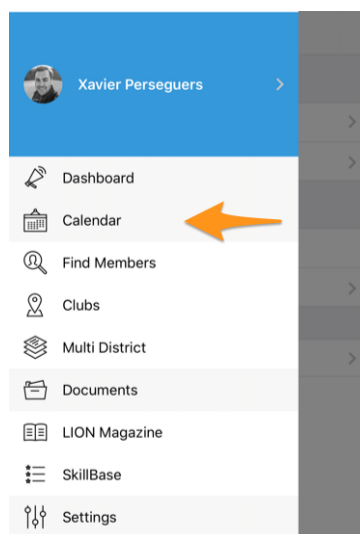 Xavier Perseguers
Dashboard
Calendar
Find Members
Clubs
Multi District
Documents
LION Magazine
SkillBase
Settings